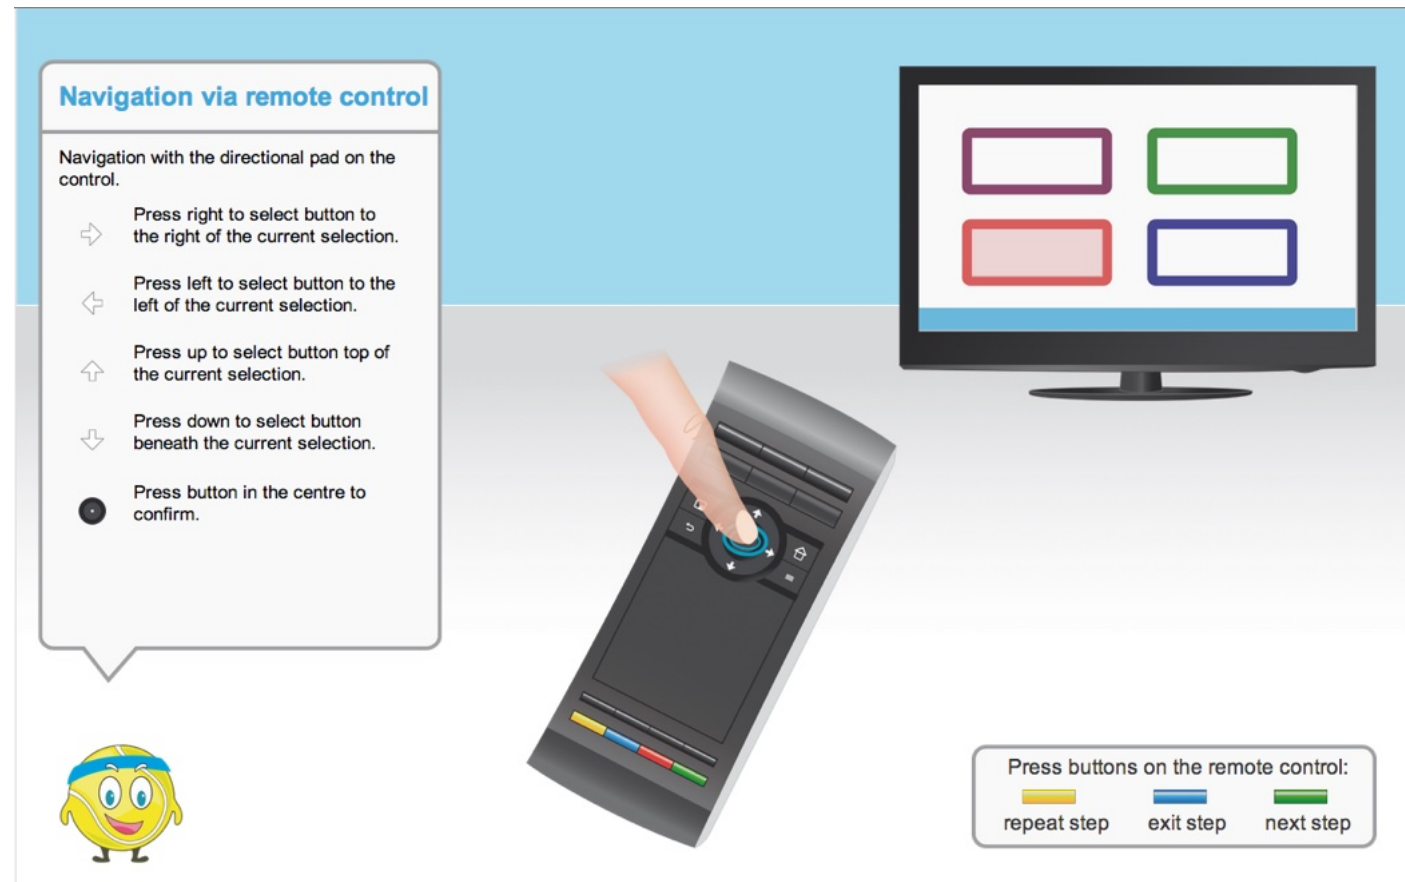 Navigation via remote control
Navigation with the directional pad on the
control.
Press right to select button to
the right of the current selection.
Press left to select button to the
left of the current selection.
Press up to select button top of
the current selection.
Press down to select button
beneath the current selection.
Press button in the centre to
confirm.
Press buttons on the remote control:
repeat step exit step next step